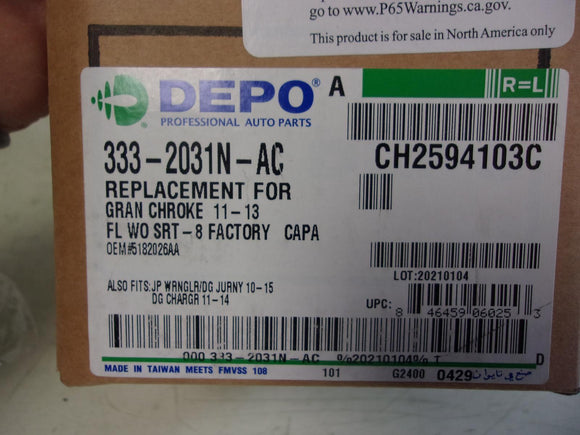 go to www.P65Warnings.ca.gov.
This product is for sale in North America only
DEPO® A
R=L
PROFESSIONAL AUTO PARTS
333-2031N-AC
CH2594103C
REPLACEMENT FOR
GRAN CHROKE 11-13
FL WO SRT-8 FACTORY CAPA
OEM#5182026AA
LOT:20210104
ALSO FITS:JP WRNGLR/DG JURNY 10-15
DG CHARGR 11-14
UPC:
8 46459 06025 3
000 333-2031N-AC %20210104% T
D
MADE IN TAIWAN MEETS FMVSS 108
101
G2400
0429